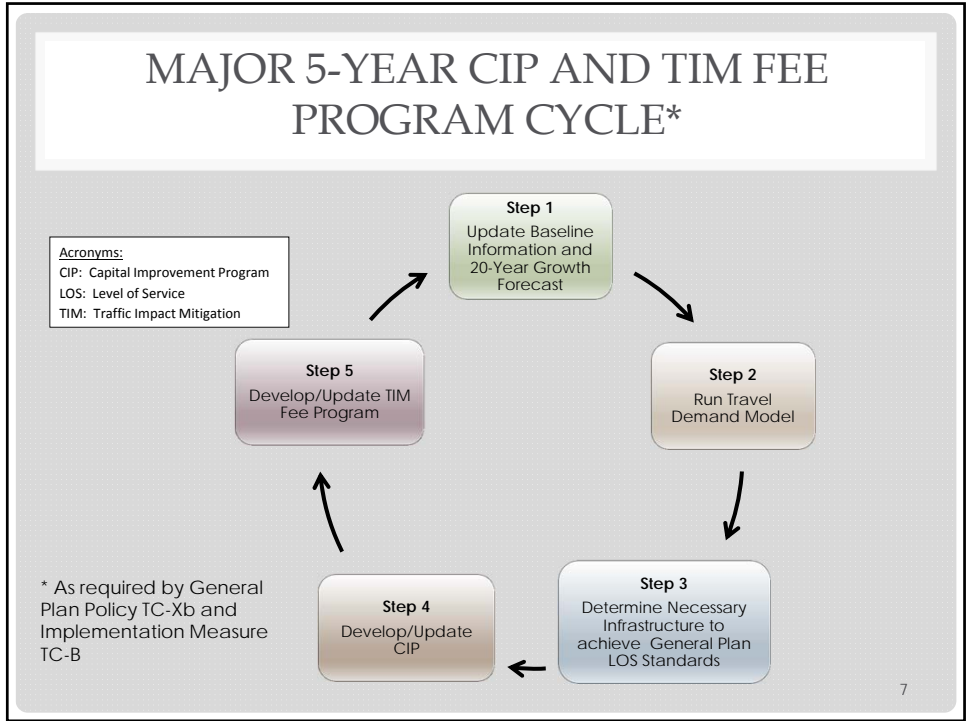 MAJOR 5-YEAR CIP AND TIM FEE
PROGRAM CYCLE*
Acronyms:
CIP:  Capital Improvement Program
LOS:  Level of Service
TIM:  Traffic Impact Mitigation
Step 1
Update Baseline
Information and
20-Year Growth
Forecast
Step 2
Run Travel
Demand Model
Step 3
Determine Necessary
Infrastructure to
achieve  General Plan
LOS Standards
Step 4
Develop/Update
CIP
Step 5
Develop/Update TIM
Fee Program
* As required by General
Plan Policy TC-Xb and
Implementation Measure
TC-B
7